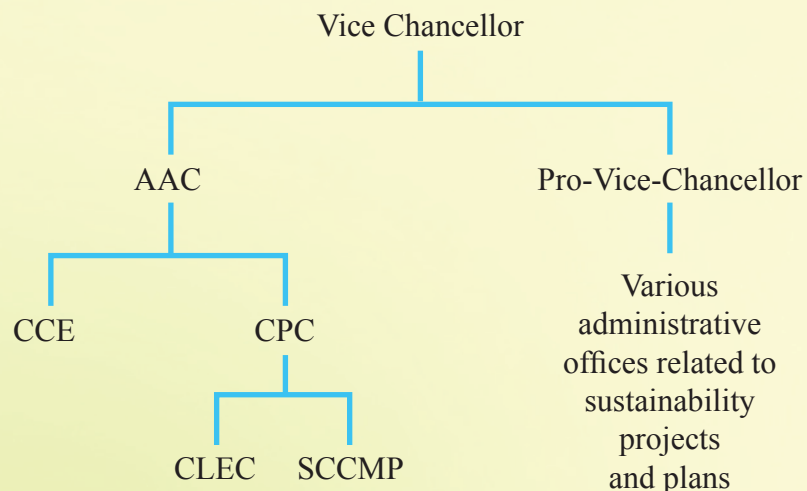 Vice Chancellor
AAC
Pro-Vice-Chancellor
CCE
CPC
Various
administrative
offices related to
sustainability
projects
and plans
CLEC
SCCMP